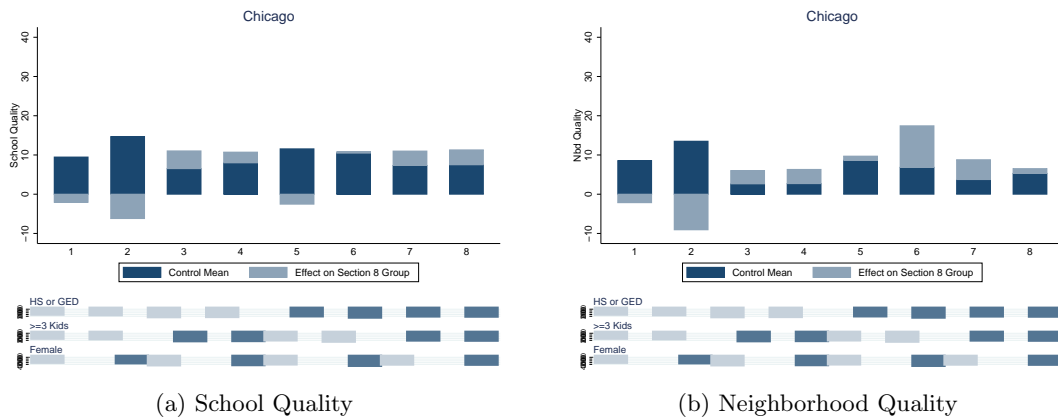 Chicago
School Quality
40
30
20
10
0
−10
1 2 3 4 5 6 7 8
Control Mean Effect on Section 8 Group
HS or GED
>=3 Kids
Female
(a) School Quality
Chicago
Nbd Quality
40
30
20
10
0
−10
1 2 3 4 5 6 7 8
Control Mean Effect on Section 8 Group
HS or GED
>=3 Kids
Female
(b) Neighborhood Quality